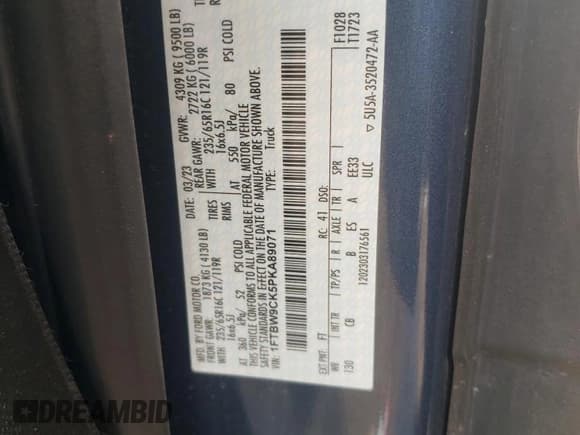 MFD. BY FORD MOTOR CO.
DATE: 03/23 GVWR: 4309 KG ( 9500 LB)
FRONT GAWR: 1873 KG ( 4130 LB) REAR GAWR: 2722 KG ( 6000 LB)
WITH 235/65R16C 121/119R TIRES WITH 235/65R16C 121/119R
16x6.5J RIMS 16x6.5J
AT 360 kPa/ 52 PSI COLD AT 550 kPa/ 80 PSI COLD
THIS VEHICLE CONFORMS TO ALL APPLICABLE FEDERAL MOTOR VEHICLE
SAFETY STANDARDS IN EFFECT ON THE DATE OF MANUFACTURE SHOWN ABOVE.
VIN: 1FTBW9CK5PKA89071 TYPE: Truck
F1028
T1723
EXT PNT: FT RC: 41 DSO:
WB TP/PS R AXLE TR SPR
130 CB B ES A EE33
1202303176561 ULC
5U5A-3520472-AA
DREAMBID